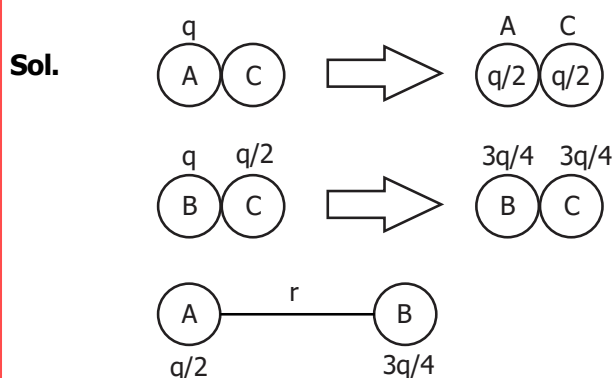 Sol.
q A C
A C
q/2 q/2
q q/2
B C
3q/4 3q/4
B C
r
A B
q/2 3q/4